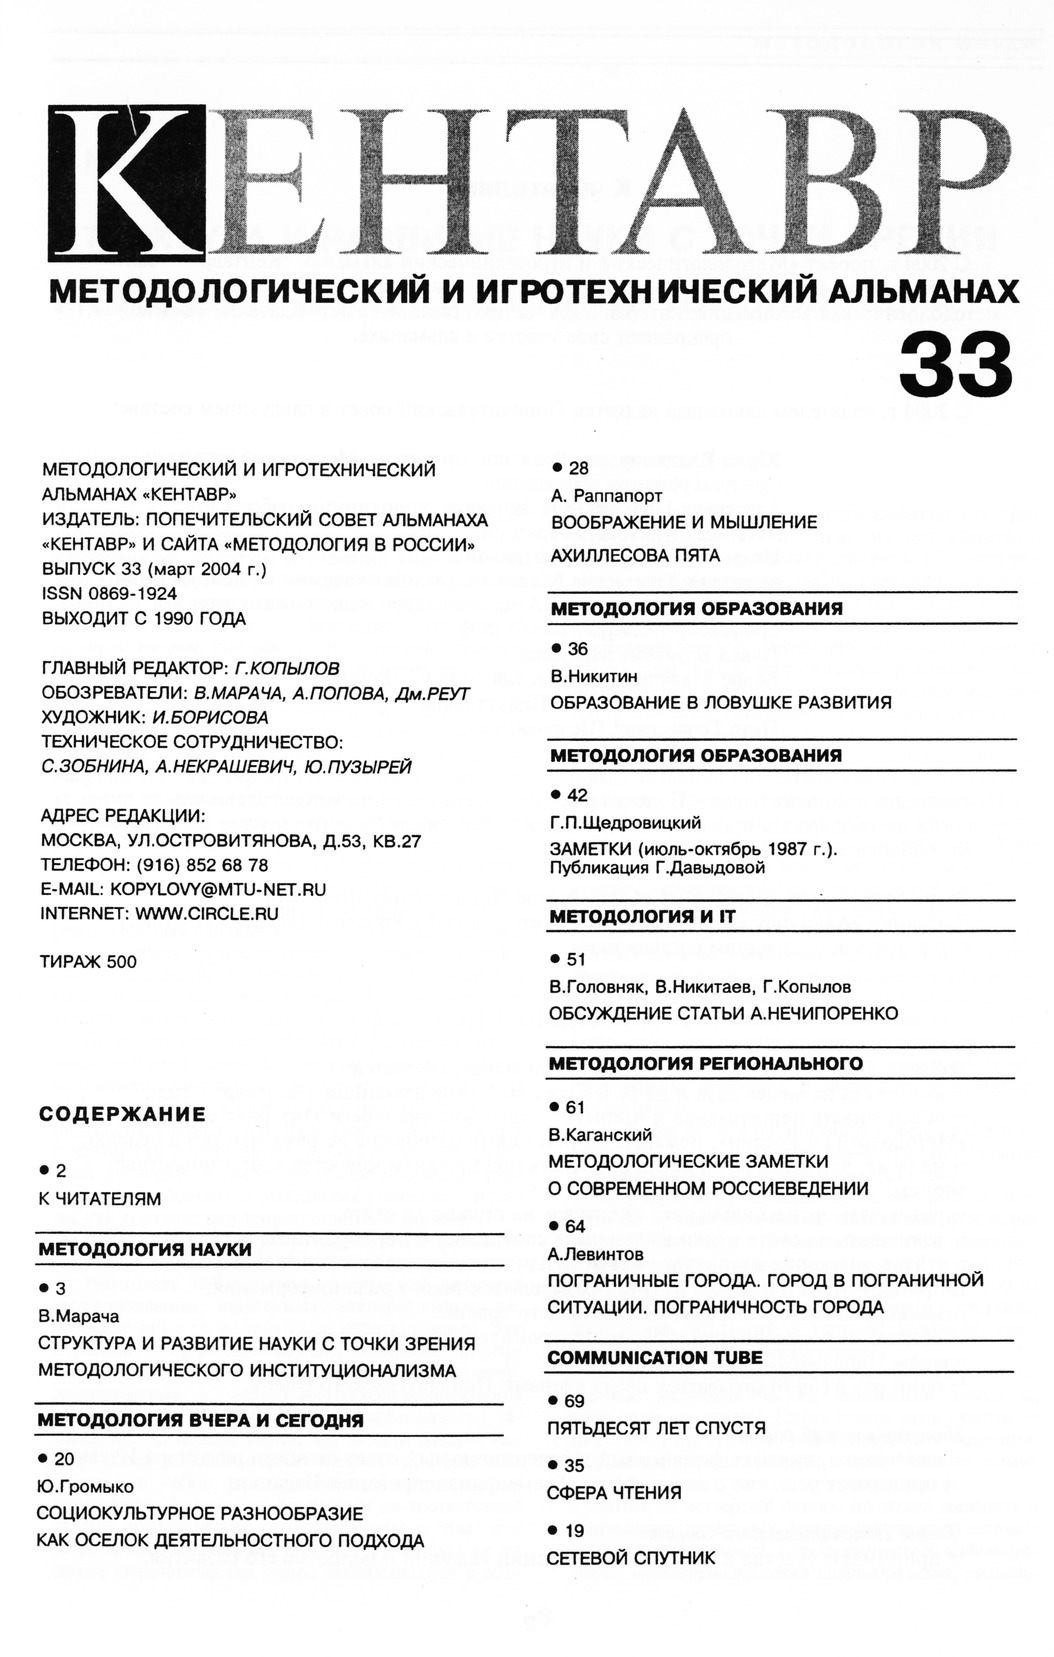 КЕНТАВР
МЕТОДОЛОГИЧЕСКИЙ И ИГРОТЕХНИЧЕСКИЙ АЛЬМАНАХ
33
МЕТОДОЛОГИЧЕСКИЙ И ИГРОТЕХНИЧЕСКИЙ
АЛЬМАНАХ «КЕНТАВР»
ИЗДАТЕЛЬ: ПОПЕЧИТЕЛЬСКИЙ СОВЕТ АЛЬМАНАХА
«КЕНТАВР» И САЙТА «МЕТОДОЛОГИЯ В РОССИИ»
ВЫПУСК 33 (март 2004 г.)
ISSN 0869-1924
ВЫХОДИТ С 1990 ГОДА
ГЛАВНЫЙ РЕДАКТОР: Г.КОПЫЛОВ
ОБОЗРЕВАТЕЛИ: В.МАРАЧА, А.ПОПОВА, Дм.РЕУТ
ХУДОЖНИК: И.БОРИСОВА
ТЕХНИЧЕСКОЕ СОТРУДНИЧЕСТВО:
С.ЗОБНИНА, А.НЕКРАШЕВИЧ, Ю.ПУЗЫРЕЙ
АДРЕС РЕДАКЦИИ:
МОСКВА, УЛ.ОСТРОВИТЯНОВА, Д.53, КВ.27
ТЕЛЕФОН: (916) 852 68 78
E-MAIL: KOPYLOVY@MTU-NET.RU
INTERNET: WWW.CIRCLE.RU
ТИРАЖ 500
СОДЕРЖАНИЕ
● 2
К ЧИТАТЕЛЯМ
МЕТОДОЛОГИЯ НАУКИ
● 3
В.Марача
СТРУКТУРА И РАЗВИТИЕ НАУКИ С ТОЧКИ ЗРЕНИЯ
МЕТОДОЛОГИЧЕСКОГО ИНСТИТУЦИОНАЛИЗМА
МЕТОДОЛОГИЯ ВЧЕРА И СЕГОДНЯ
● 20
Ю.Громыко
СОЦИОКУЛЬТУРНОЕ РАЗНООБРАЗИЕ
КАК ОСЕЛОК ДЕЯТЕЛЬНОСТНОГО ПОДХОДА
● 28
А. Раппапорт
ВООБРАЖЕНИЕ И МЫШЛЕНИЕ
АХИЛЛЕСОВА ПЯТА
МЕТОДОЛОГИЯ ОБРАЗОВАНИЯ
● 36
В.Никитин
ОБРАЗОВАНИЕ В ЛОВУШКЕ РАЗВИТИЯ
МЕТОДОЛОГИЯ ОБРАЗОВАНИЯ
● 42
Г.П.Щедровицкий
ЗАМЕТКИ (июль-октябрь 1987 г.).
Публикация Г.Давыдовой
МЕТОДОЛОГИЯ И IT
● 51
В.Головняк, В.Никитаев, Г.Копылов
ОБСУЖДЕНИЕ СТАТЬИ А.НЕЧИПОРЕНКО
МЕТОДОЛОГИЯ РЕГИОНАЛЬНОГО
● 61
В.Каганский
МЕТОДОЛОГИЧЕСКИЕ ЗАМЕТКИ
О СОВРЕМЕННОМ РОССИЕВЕДЕНИИ
● 64
А.Левинтов
ПОГРАНИЧНЫЕ ГОРОДА. ГОРОД В ПОГРАНИЧНОЙ
СИТУАЦИИ. ПОГРАНИЧНОСТЬ ГОРОДА
COMMUNICATION TUBE
● 69
ПЯТЬДЕСЯТ ЛЕТ СПУСТЯ
● 35
СФЕРА ЧТЕНИЯ
● 19
СЕТЕВОЙ СПУТНИК